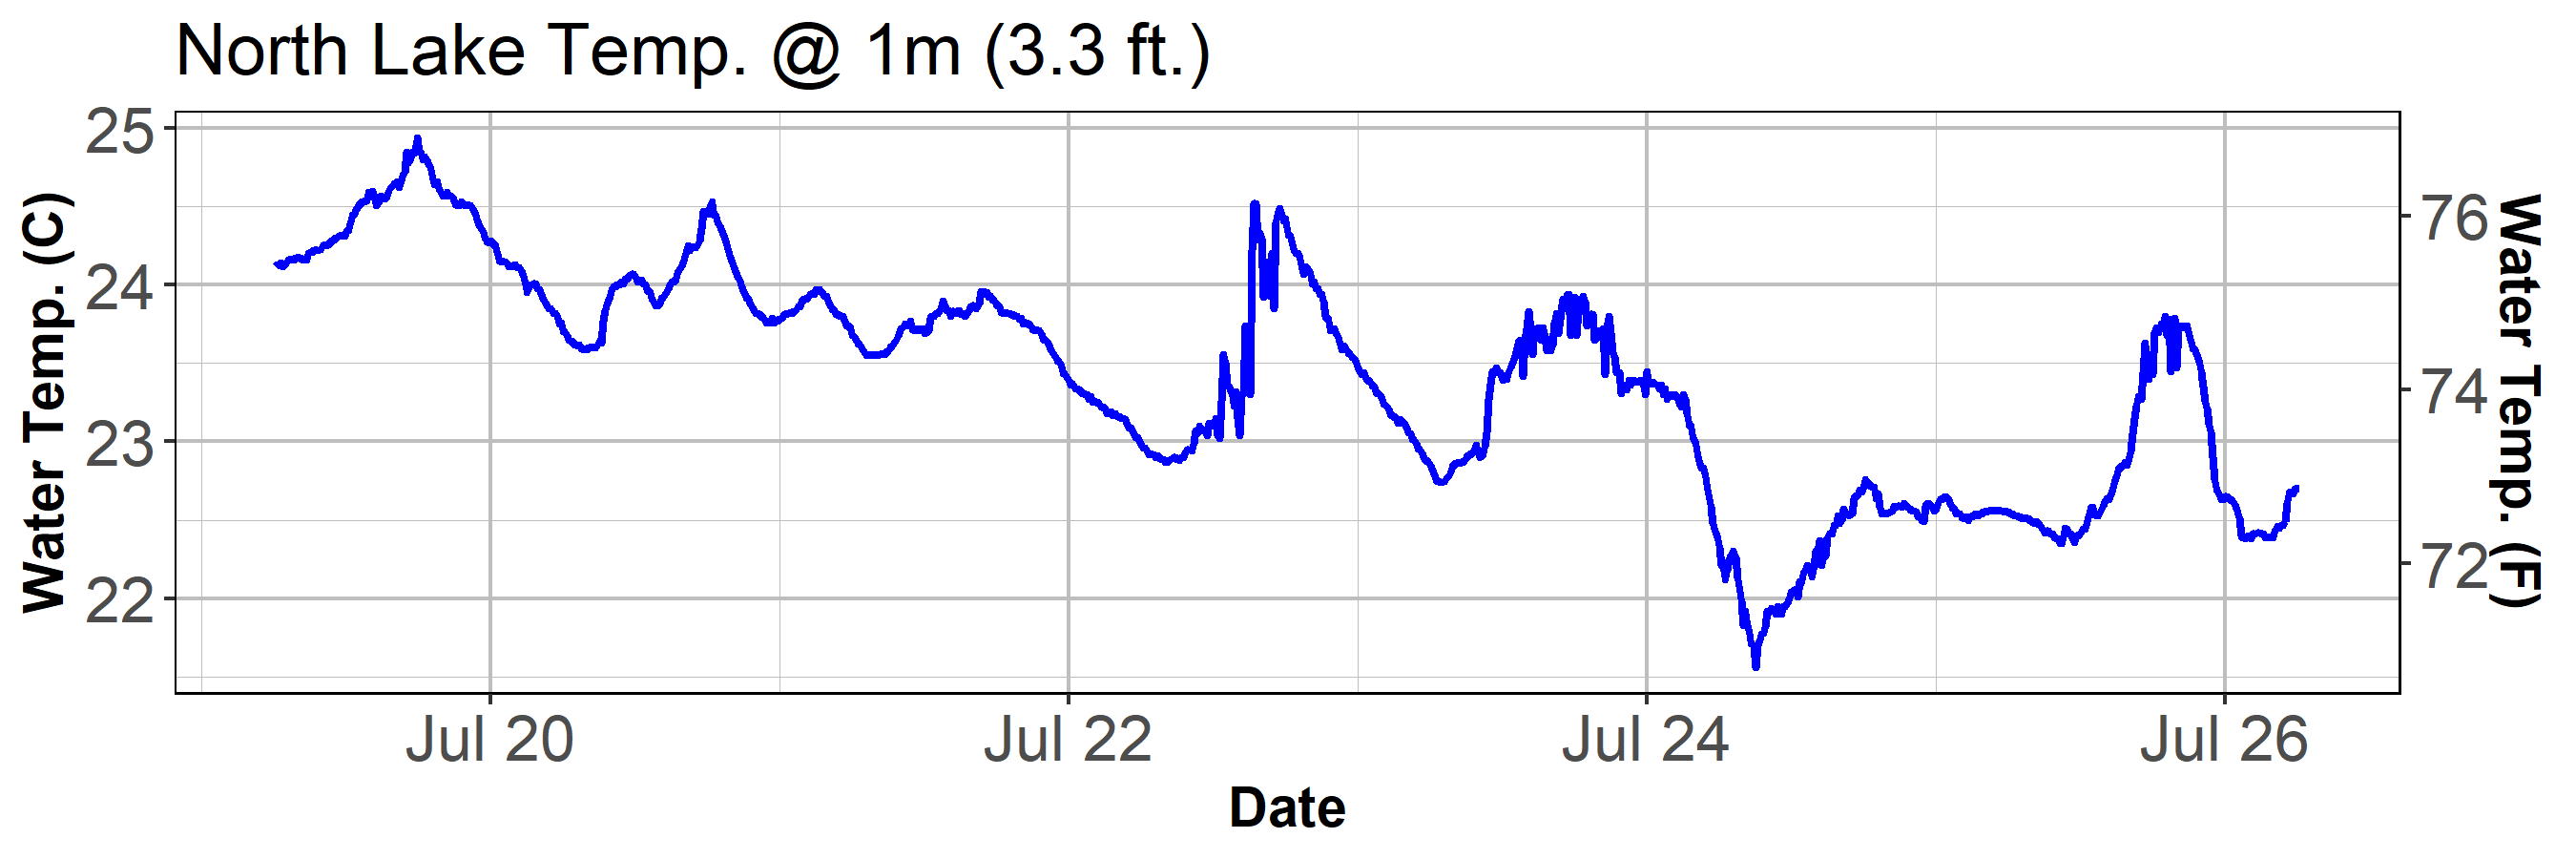 North Lake Temp. @ 1m (3.3 ft.)
Water Temp. (C)
25
24
23
22
76
74
72
Water Temp. (F)
Jul 20
Jul 22
Jul 24
Jul 26
Date